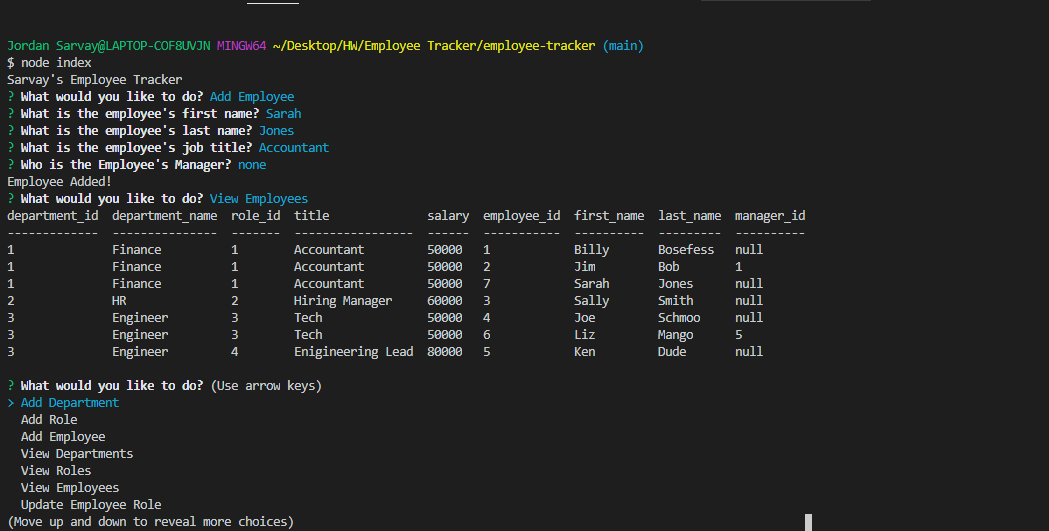 Jordan Sarvay@LAPTOP-COF8UVJN MINGW64 ~/Desktop/HW/Employee Tracker/employee-tracker (main)
$ node index
Sarvay's Employee Tracker
? What would you like to do? Add Employee
? What is the employee's first name? Sarah
? What is the employee's last name? Jones
? What is the employee's job title? Accountant
? Who is the Employee's Manager? none
Employee Added!
? What would you like to do? View Employees
department_id  department_name  role_id  title              salary  employee_id  first_name  last_name  manager_id
-------------  ---------------  -------  -----------------  ------  -----------  ----------  ---------  ----------
1              Finance          1        Accountant         50000   1            Billy       Bosefess   null
1              Finance          1        Accountant         50000   2            Jim         Bob        1
1              Finance          1        Accountant         50000   7            Sarah       Jones      null
2              HR               2        Hiring Manager     60000   3            Sally       Smith      null
3              Engineer         3        Tech               50000   4            Joe         Schmoo     null
3              Engineer         3        Tech               50000   6            Liz         Mango      5
3              Engineer         4        Enigineering Lead  80000   5            Ken         Dude       null
? What would you like to do? (Use arrow keys)
> Add Department
  Add Role
  Add Employee
  View Departments
  View Roles
  View Employees
  Update Employee Role
(Move up and down to reveal more choices)